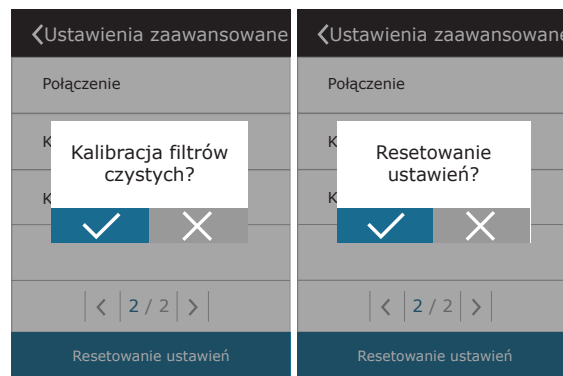 Ustawienia zaawansowane
Połączenie
K
Kalibracja filtrów
czystych?
K
2 / 2
Resetowanie ustawień
Ustawienia zaawansowane
Połączenie
K
Resetowanie
ustawień?
K
2 / 2
Resetowanie ustawień